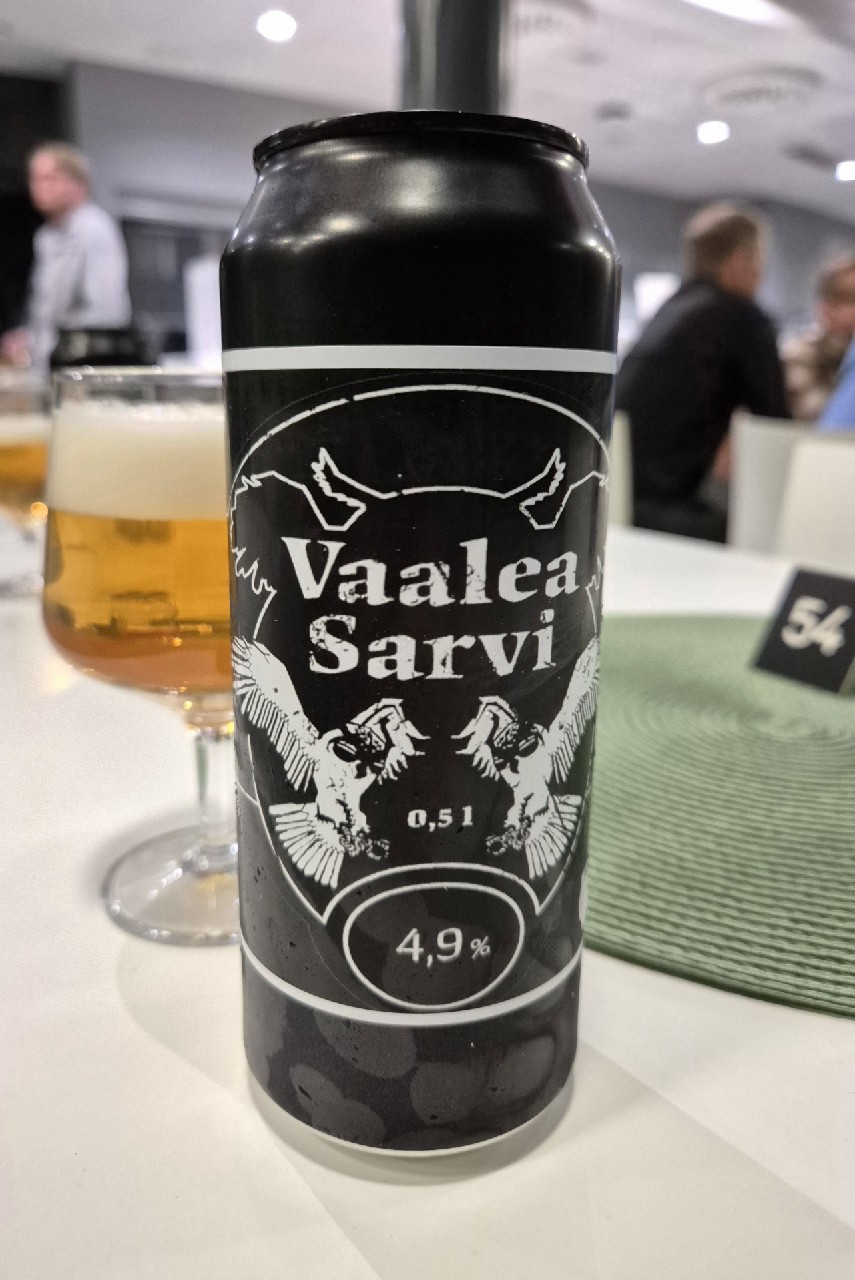 Vaalea
Sarvi
0,5 l
4,9 %
54